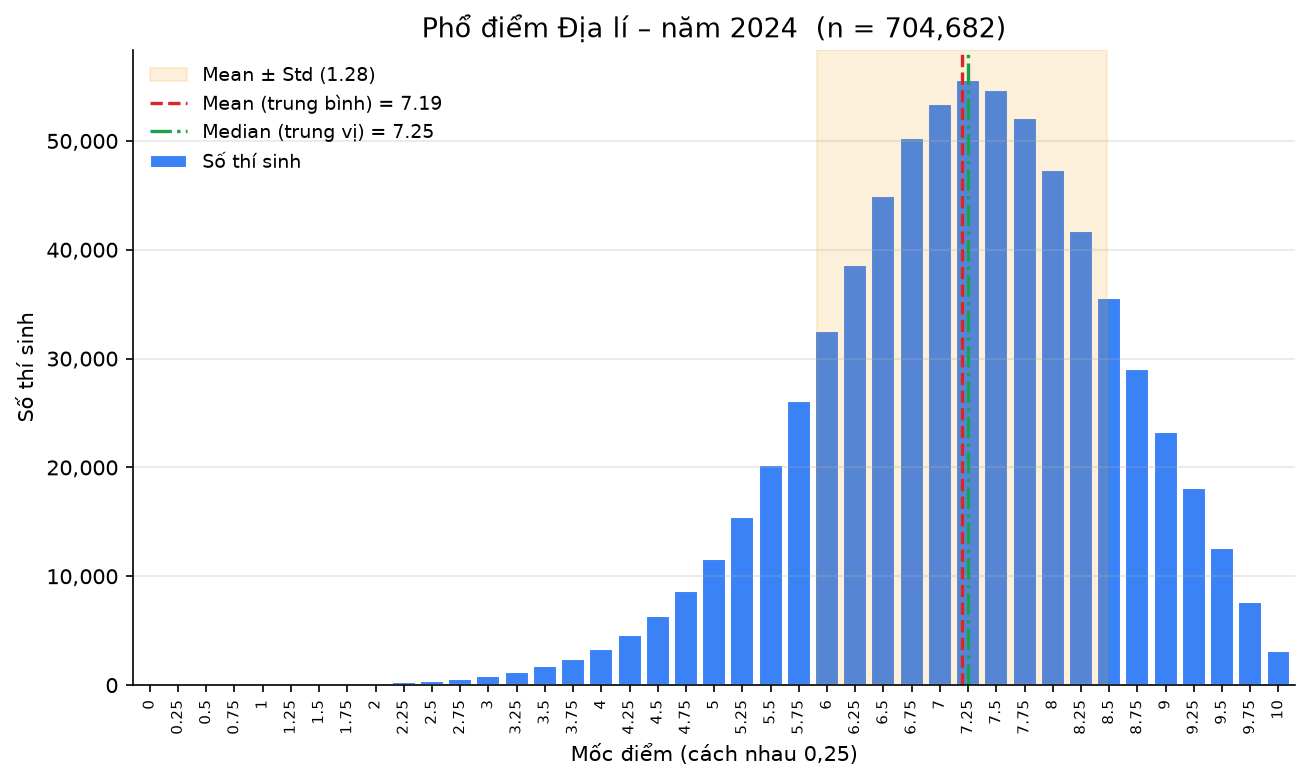 Phổ điểm Địa lí – năm 2024 (n = 704,682)
Mean ± Std (1.28)
Mean (trung bình) = 7.19
Median (trung vị) = 7.25
Số thí sinh
50,000
40,000
30,000
20,000
10,000
0
Số thí sinh
0 0.25 0.5 0.75 1 1.25 1.5 1.75 2 2.25 2.5 2.75 3 3.25 3.5 3.75 4 4.25 4.5 4.75 5 5.25 5.5 5.75 6 6.25 6.5 6.75 7 7.25 7.5 7.75 8 8.25 8.5 8.75 9 9.25 9.5 9.75 10
Mốc điểm (cách nhau 0,25)